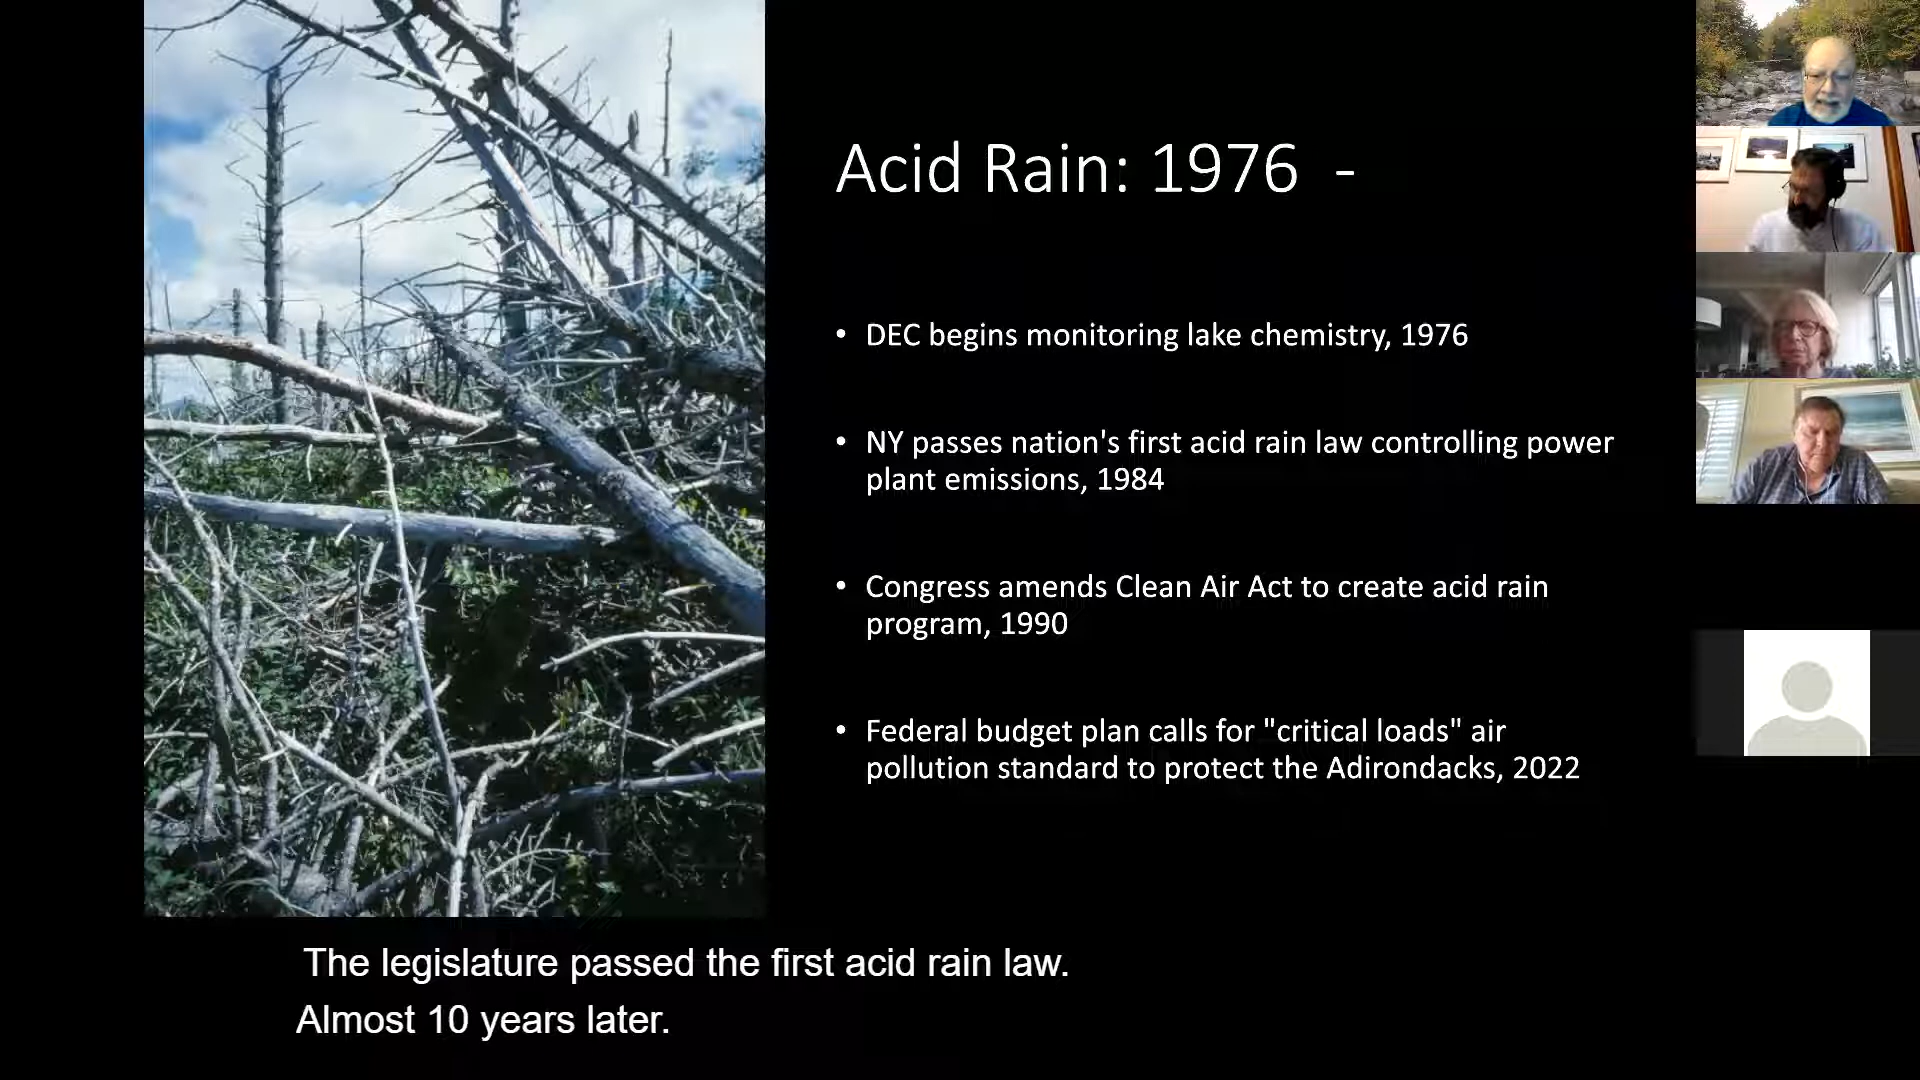 Acid Rain: 1976 -
• DEC begins monitoring lake chemistry, 1976
• NY passes nation's first acid rain law controlling power
plant emissions, 1984
• Congress amends Clean Air Act to create acid rain
program, 1990
• Federal budget plan calls for "critical loads" air
pollution standard to protect the Adirondacks, 2022
The legislature passed the first acid rain law.
Almost 10 years later.